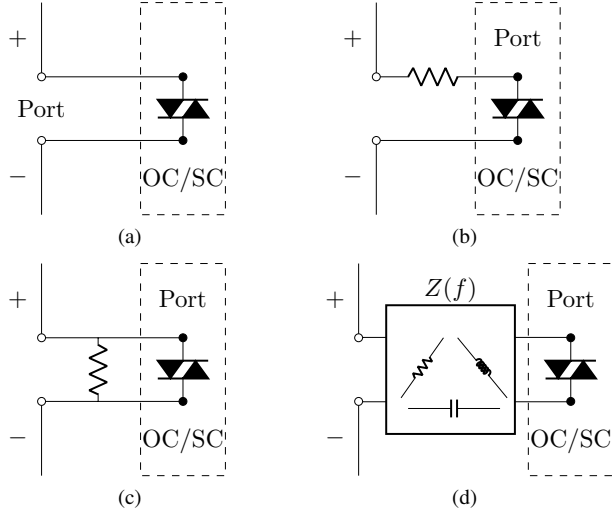 +
Port
−
OC/SC
(a)
+
Port
−
OC/SC
(b)
+
Port
−
OC/SC
(c)
Z(f)
+
Port
−
OC/SC
(d)